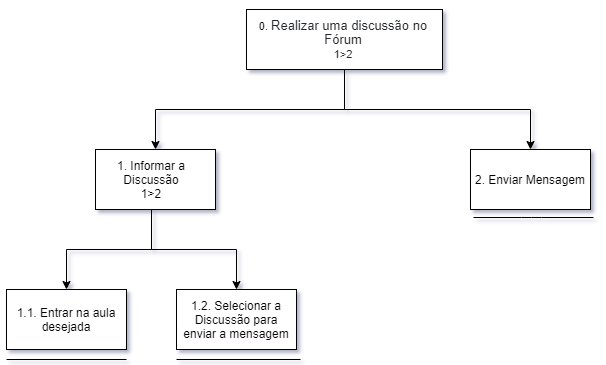 0. Realizar uma discussão no
Fórum
1>2
1. Informar a
Discussão
1>2
2. Enviar Mensagem
1.1. Entrar na aula
desejada
1.2. Selecionar a
Discussão para
enviar a mensagem